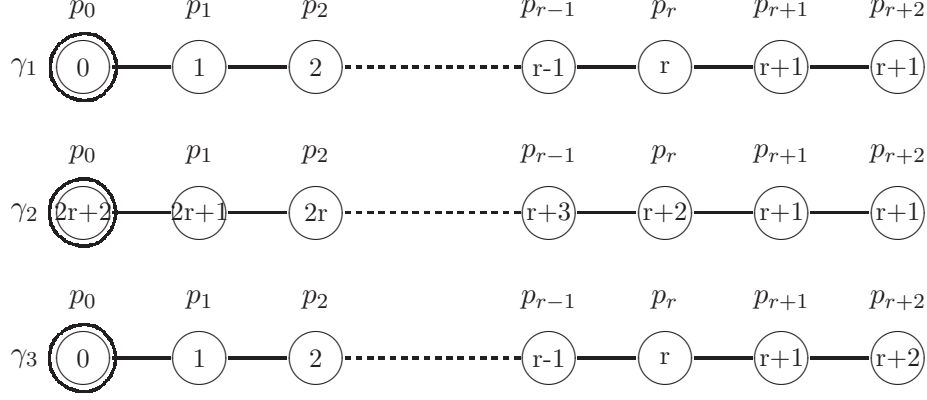 p₀ p₁ p₂ pᵣ₋₁ pᵣ pᵣ₊₁ pᵣ₊₂
γ₁ 0 1 2 r-1 r r+1 r+1
p₀ p₁ p₂ pᵣ₋₁ pᵣ pᵣ₊₁ pᵣ₊₂
γ₂ 2r+2 2r+1 2r r+3 r+2 r+1 r+1
p₀ p₁ p₂ pᵣ₋₁ pᵣ pᵣ₊₁ pᵣ₊₂
γ₃ 0 1 2 r-1 r r+1 r+2